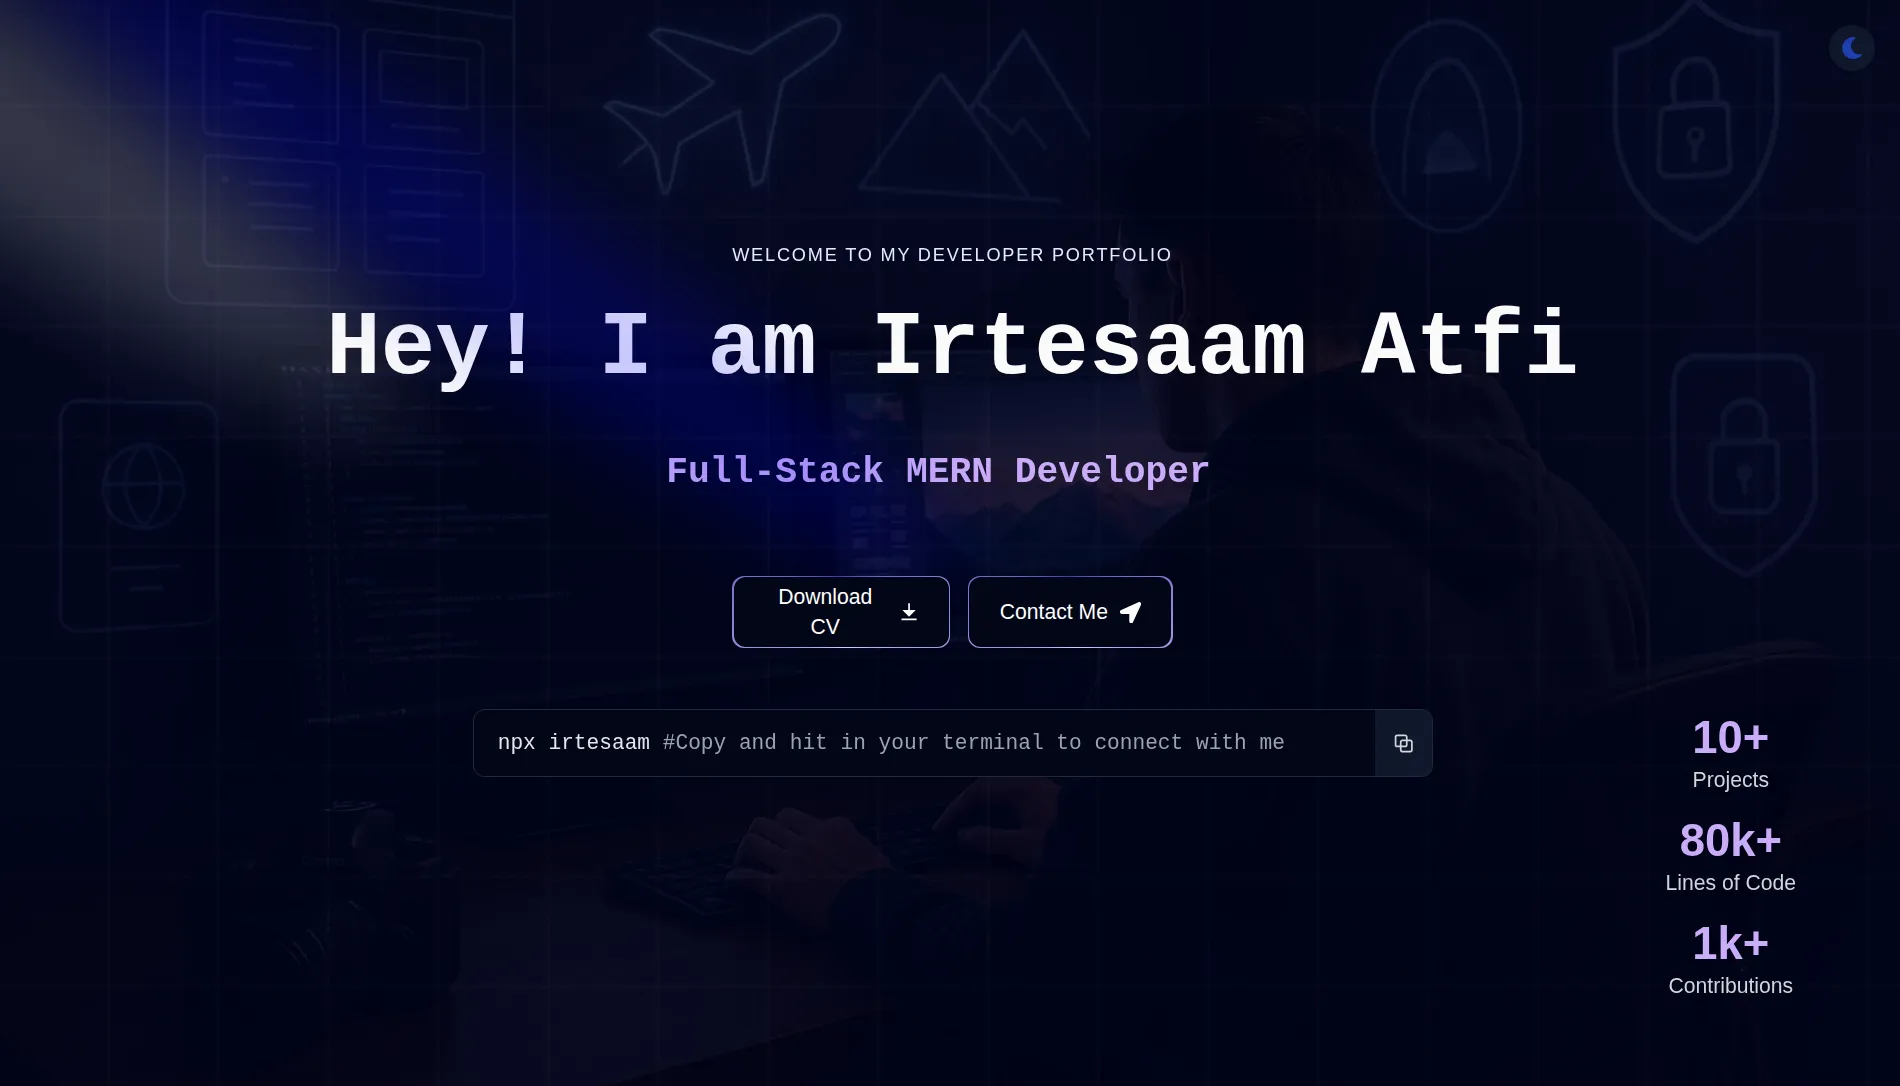 WELCOME TO MY DEVELOPER PORTFOLIO
Hey! I am Irtesaam Atfi
Full-Stack MERN Developer
Download
CV
Contact Me
npx irtesaam #Copy and hit in your terminal to connect with me
10+
Projects
80k+
Lines of Code
1k+
Contributions